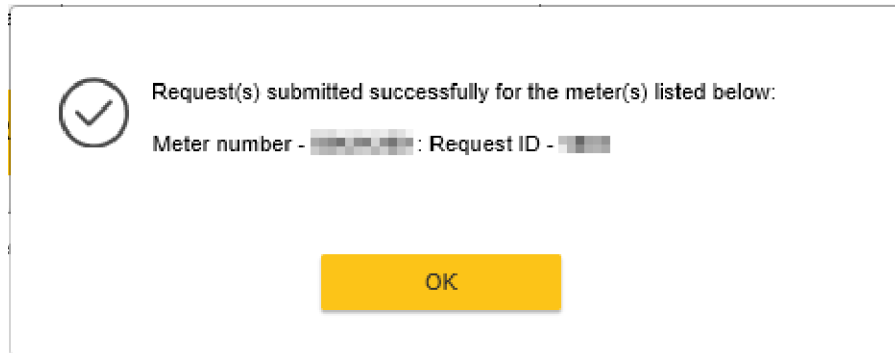 Request(s) submitted successfully for the meter(s) listed below:
Meter number - : Request ID -
OK